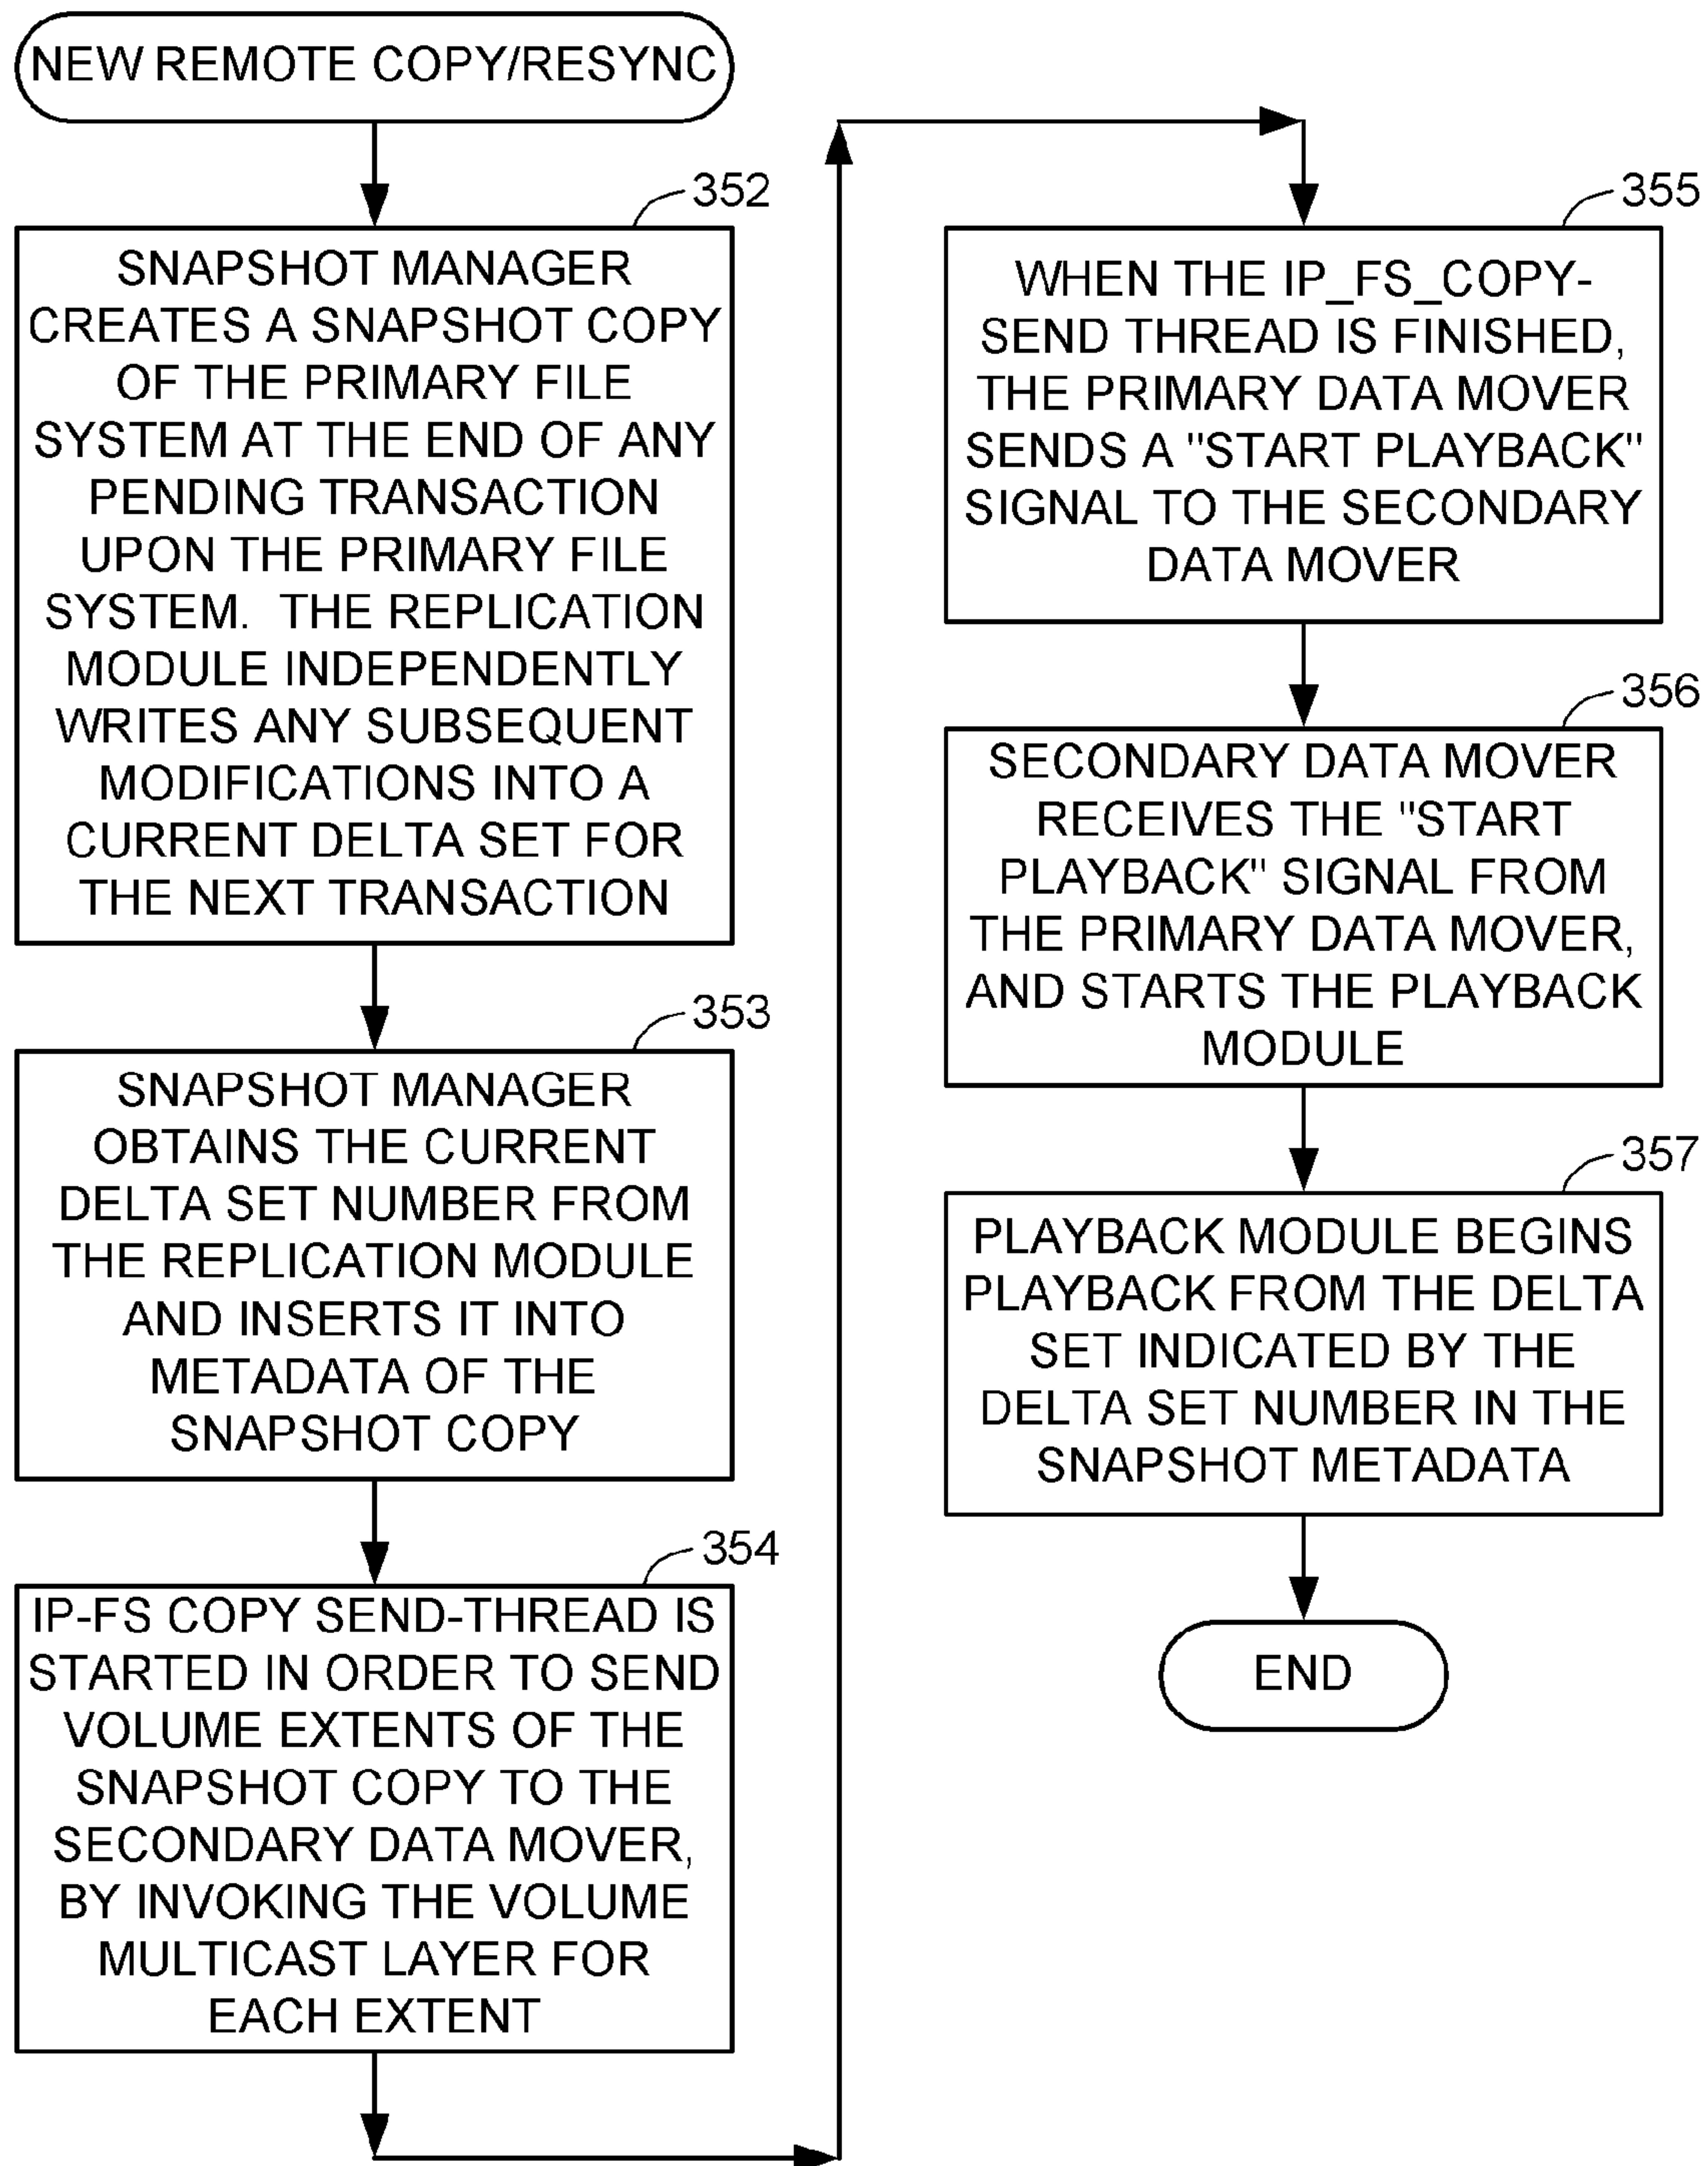 NEW REMOTE COPY/RESYNC
352
SNAPSHOT MANAGER
CREATES A SNAPSHOT COPY
OF THE PRIMARY FILE
SYSTEM AT THE END OF ANY
PENDING TRANSACTION
UPON THE PRIMARY FILE
SYSTEM. THE REPLICATION
MODULE INDEPENDENTLY
WRITES ANY SUBSEQUENT
MODIFICATIONS INTO A
CURRENT DELTA SET FOR
THE NEXT TRANSACTION
353
SNAPSHOT MANAGER
OBTAINS THE CURRENT
DELTA SET NUMBER FROM
THE REPLICATION MODULE
AND INSERTS IT INTO
METADATA OF THE
SNAPSHOT COPY
354
IP-FS COPY SEND-THREAD IS
STARTED IN ORDER TO SEND
VOLUME EXTENTS OF THE
SNAPSHOT COPY TO THE
SECONDARY DATA MOVER,
BY INVOKING THE VOLUME
MULTICAST LAYER FOR
EACH EXTENT
355
WHEN THE IP_FS_COPY-
SEND THREAD IS FINISHED,
THE PRIMARY DATA MOVER
SENDS A "START PLAYBACK"
SIGNAL TO THE SECONDARY
DATA MOVER
356
SECONDARY DATA MOVER
RECEIVES THE "START
PLAYBACK" SIGNAL FROM
THE PRIMARY DATA MOVER,
AND STARTS THE PLAYBACK
MODULE
357
PLAYBACK MODULE BEGINS
PLAYBACK FROM THE DELTA
SET INDICATED BY THE
DELTA SET NUMBER IN THE
SNAPSHOT METADATA
END